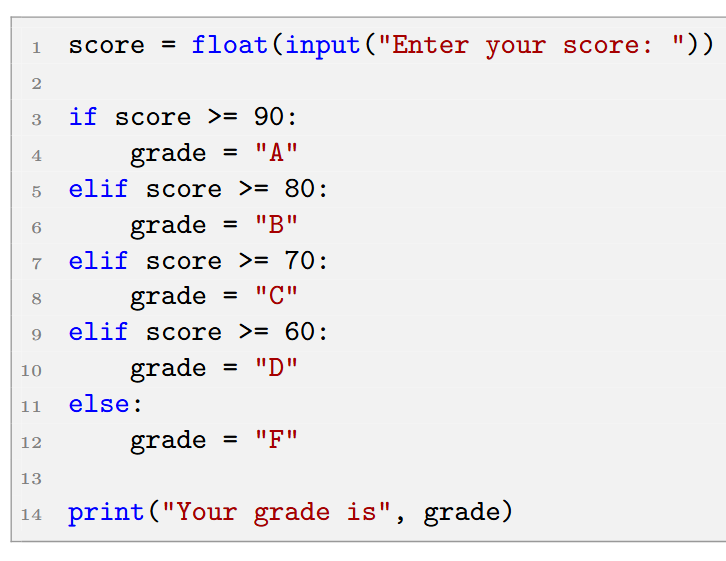 1 score = float(input("Enter your score: "))
2
3 if score >= 90:
4     grade = "A"
5 elif score >= 80:
6     grade = "B"
7 elif score >= 70:
8     grade = "C"
9 elif score >= 60:
10     grade = "D"
11 else:
12     grade = "F"
13
14 print("Your grade is", grade)